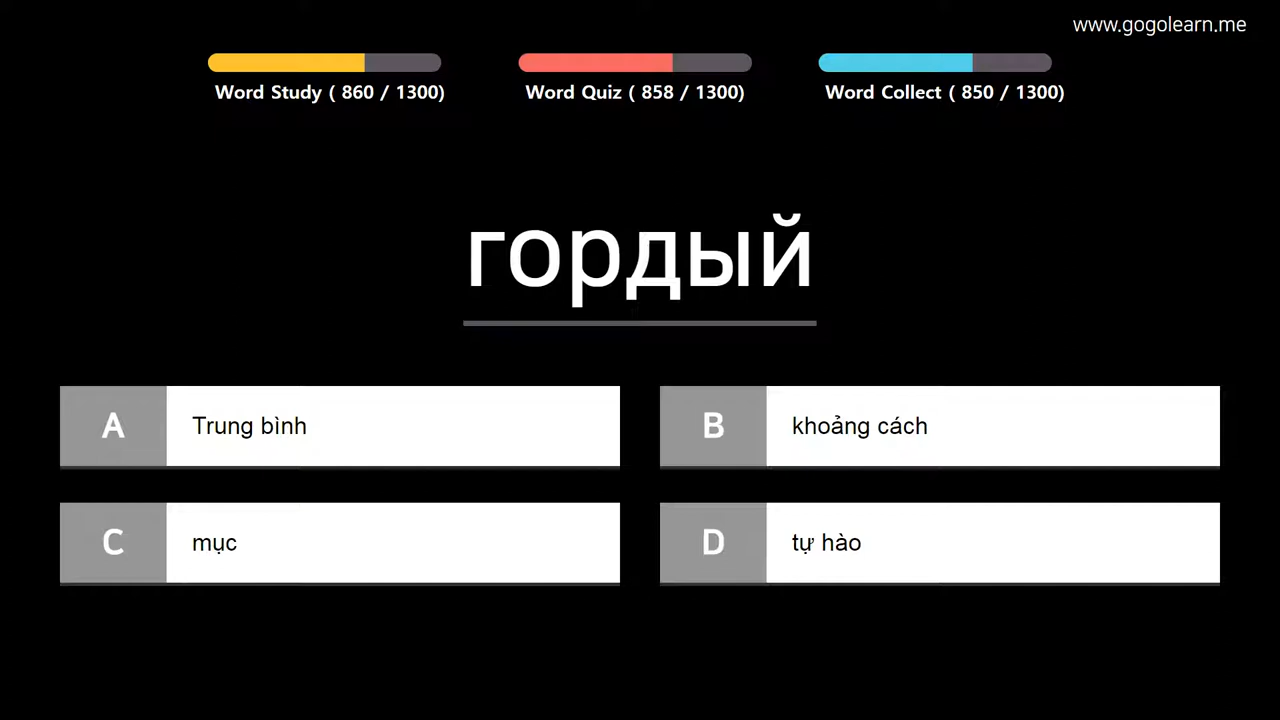 www.gogolearn.me
Word Study ( 860 / 1300)
Word Quiz ( 858 / 1300)
Word Collect ( 850 / 1300)
гордый
A Trung bình
B khoảng cách
C mục
D tự hào